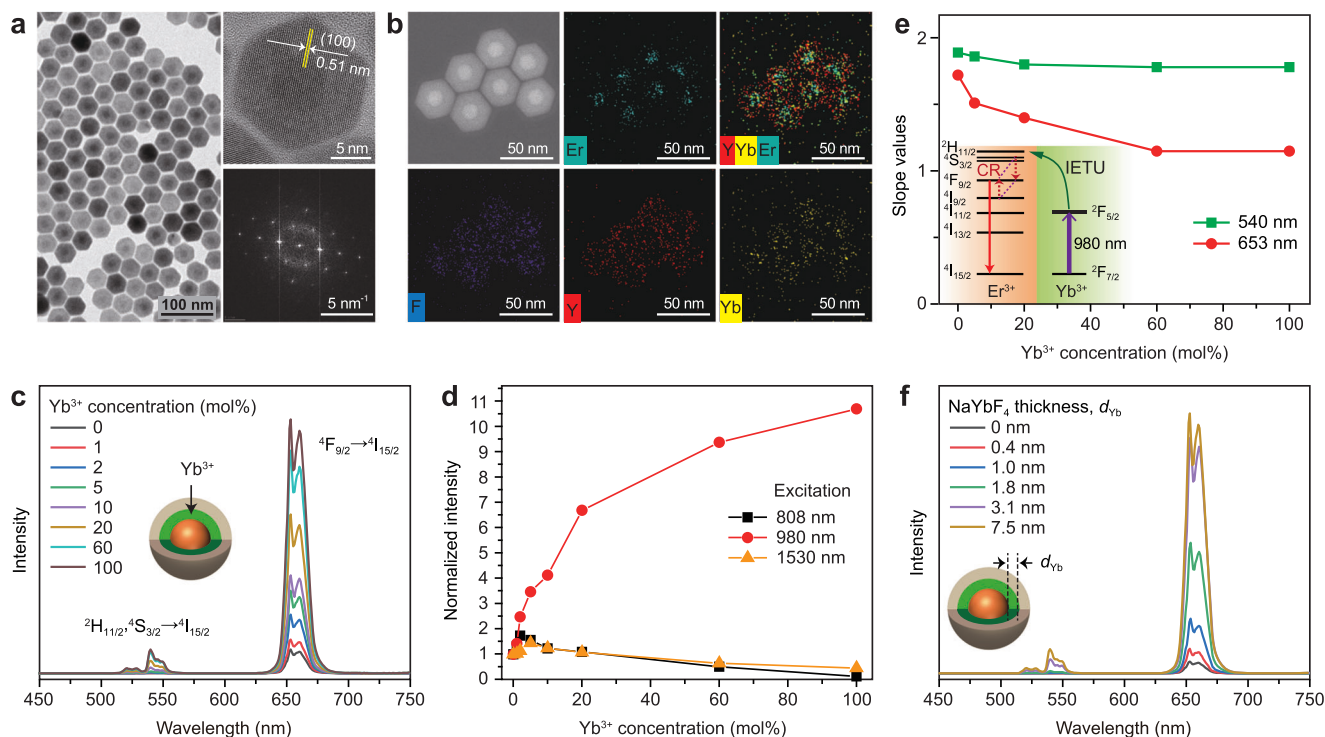 a
(100)
0.51 nm
5 nm
100 nm
5 nm⁻¹
b
50 nm
Er
50 nm
Y Yb Er
50 nm
F
50 nm
Y
50 nm
Yb
50 nm
e
Slope values
2
1
0
²H₁₁/₂
⁴S₃/₂
⁴F₉/₂
⁴I₉/₂
⁴I₁₁/₂
⁴I₁₃/₂
⁴I₁₅/₂
CR
IETU
²F₅/₂
980 nm
²F₇/₂
Er³⁺
Yb³⁺
540 nm
653 nm
0 20 40 60 80 100
Yb³⁺ concentration (mol%)
c
Intensity
Yb³⁺ concentration (mol%)
0
1
2
5
10
20
60
100
Yb³⁺
⁴F₉/₂→⁴I₁₅/₂
²H₁₁/₂,⁴S₃/₂→⁴I₁₅/₂
450 500 550 600 650 700 750
Wavelength (nm)
d
Normalized intensity
11
10
9
8
7
6
5
4
3
2
1
0
Excitation
808 nm
980 nm
1530 nm
0 20 40 60 80 100
Yb³⁺ concentration (mol%)
f
Intensity
NaYbF₄ thickness, d_Yb
0 nm
0.4 nm
1.0 nm
1.8 nm
3.1 nm
7.5 nm
d_Yb
450 500 550 600 650 700 750
Wavelength (nm)